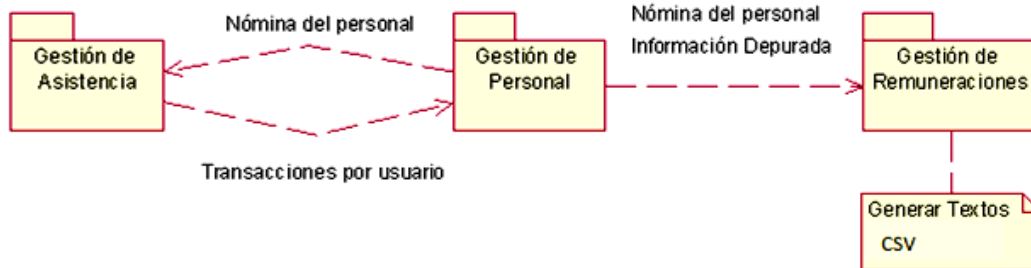 Nómina del personal
Nómina del personal
Información Depurada
Gestión de
Asistencia
Gestión de
Personal
Gestión de
Remuneraciones
Transacciones por usuario
Generar Textos
CSV